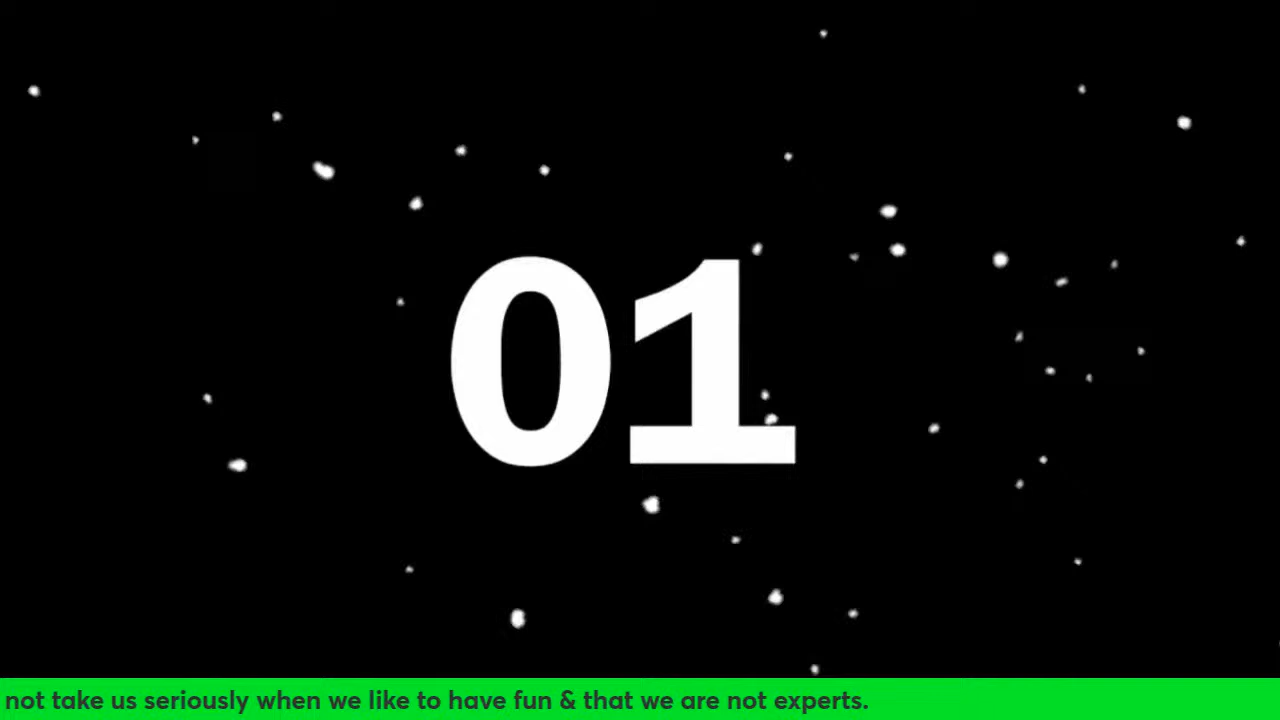 01
not take us seriously when we like to have fun & that we are not experts.